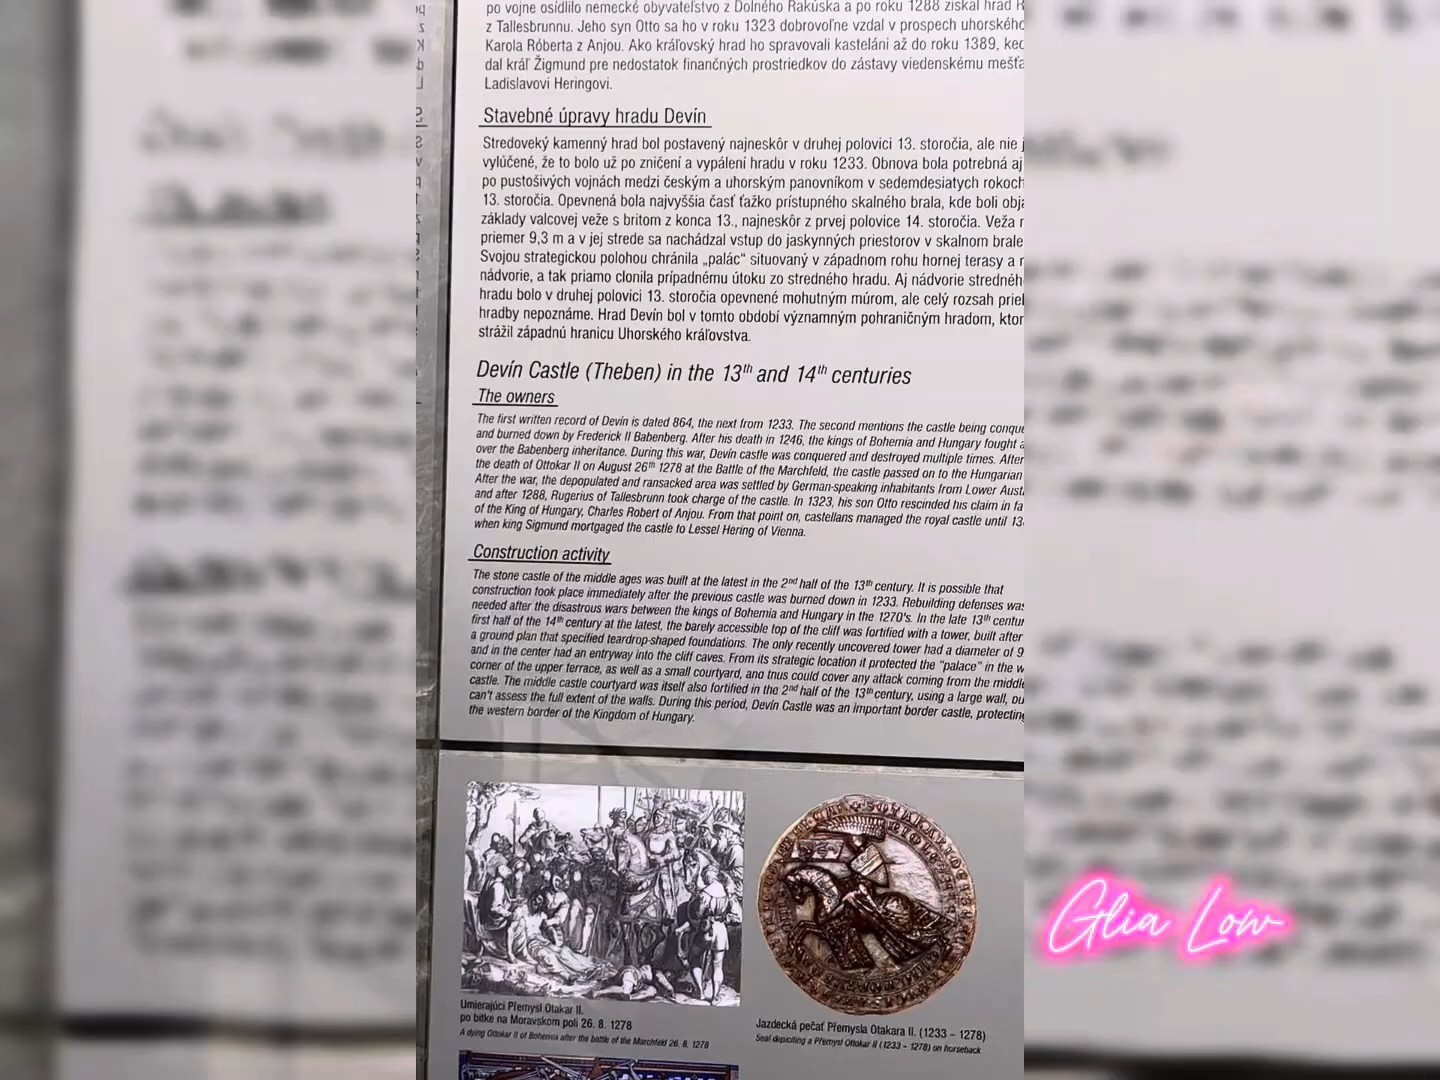 po vojne osídlilo nemecké obyvateľstvo z Dolného Rakúska a po roku 1288 získal hrad
z Tallesbrunnu. Jeho syn Otto sa ho v roku 1323 dobrovoľne vzdal v prospech uhorského
Karola Róberta z Anjou. Ako kráľovský hrad ho spravovali kasteláni až do roku 1389,
dal kráľ Žigmund pre nedostatok finančných prostriedkov do zástavy viedenskému
Ladislavovi Heringovi.
Stavebné úpravy hradu Devín
Stredoveký kamenný hrad bol postavený najneskôr v druhej polovici 13. storočia, ale nie
vylúčené, že to bolo už po zničení a vypálení hradu v roku 1233. Obnova bola potrebná aj
po pustošivých vojnách medzi českým a uhorským panovníkom v sedemdesiatych rokoch
13. storočia. Opevnená bola najvyššia časť ťažko prístupného skalného brala, kde boli
základy valcovej veže s britom z konca 13., najneskôr z prvej polovice 14. storočia. Veža
priemer 9,3 m a v jej strede sa nachádzal vstup do jaskynných priestorov v skalnom brale
Svojou strategickou polohou chránila „palác“ situovaný v západnom rohu hornej terasy a
nádvorie, a tak priamo clonila prípadnému útoku zo stredného hradu. Aj nádvorie
hradu bolo v druhej polovici 13. storočia opevnené mohutným múrom, ale celý rozsah
hradby nepoznáme. Hrad Devín bol v tomto období významným pohraničným hradom,
strážil západnú hranicu Uhorského kráľovstva.
Devín Castle (Theben) in the 13th and 14th centuries
The owners
The first written record of Devín is dated 864, the next from 1233. The second mentions the castle being
and burned down by Frederick II Babenberg. After his death in 1246, the kings of Bohemia and Hungary fought
over the Babenberg inheritance. During this war, Devín castle was conquered and destroyed multiple times. After
the death of Ottokar II on August 26th 1278 at the Battle of the Marchfeld, the castle passed on to the Hungarian
After the war, the depopulated and ransacked area was settled by German-speaking inhabitants from Lower
and after 1288, Rugerius of Tallesbrunn took charge of the castle. In 1323, his son Otto rescinded his claim in
of the King of Hungary, Charles Robert of Anjou. From that point on, castellans managed the royal castle until
when king Sigmund mortgaged the castle to Lessel Hering of Vienna.
Construction activity
The stone castle of the middle ages was built at the latest in the 2nd half of the 13th century. It is possible that
construction took place immediately after the previous castle was burned down in 1233. Rebuilding defenses was
needed after the disastrous wars between the kings of Bohemia and Hungary in the 1270's. In the late 13th
first half of the 14th century at the latest, the barely accessible top of the cliff was fortified with a tower, built after
a ground plan that specified teardrop-shaped foundations. The only recently uncovered tower had a diameter of
and in the center had an entryway into the cliff caves. From its strategic location it protected the "palace" in the
corner of the upper terrace, as well as a small courtyard, and thus could cover any attack coming from the
castle. The middle castle courtyard was itself also fortified in the 2nd half of the 13th century, using a large wall,
can't assess the full extent of the walls. During this period, Devín Castle was an important border castle, protecting
the western border of the Kingdom of Hungary.
Umierajúci Přemysl Otakar II.
po bitke na Moravskom poli 26. 8. 1278
A dying Ottokar II of Bohemia after the battle of the Marchfeld 26. 8. 1278
Jazdecká pečať Přemysla Otakara II. (1233 – 1278)
Seal depicting a Přemysl Ottokar II (1233 – 1278) on horseback
Glia Low